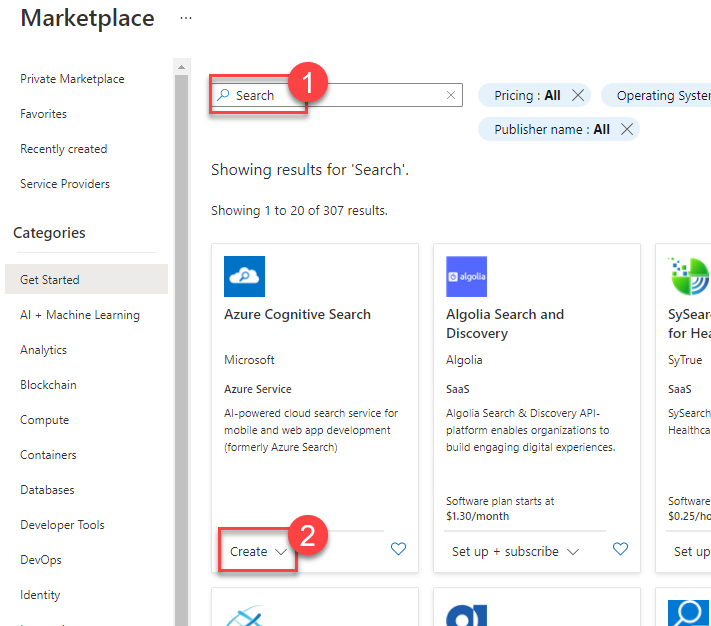 Marketplace ...
Private Marketplace
Favorites
Recently created
Service Providers
Categories
Get Started
AI + Machine Learning
Analytics
Blockchain
Compute
Containers
Databases
Developer Tools
DevOps
Identity
Search
1
Pricing : All
Operating System
Publisher name : All
Showing results for 'Search'.
Showing 1 to 20 of 307 results.
Azure Cognitive Search
Microsoft
Azure Service
AI-powered cloud search service for
mobile and web app development
(formerly Azure Search)
Create
2
algolia
Algolia Search and
Discovery
Algolia
SaaS
Algolia Search & Discovery API-
platform enables organizations to
build engaging digital experiences.
Software plan starts at
$1.30/month
Set up + subscribe
SySearc
for Hea
SyTrue
SaaS
SySearch
Healthca
Software
$0.25/ho
Set up